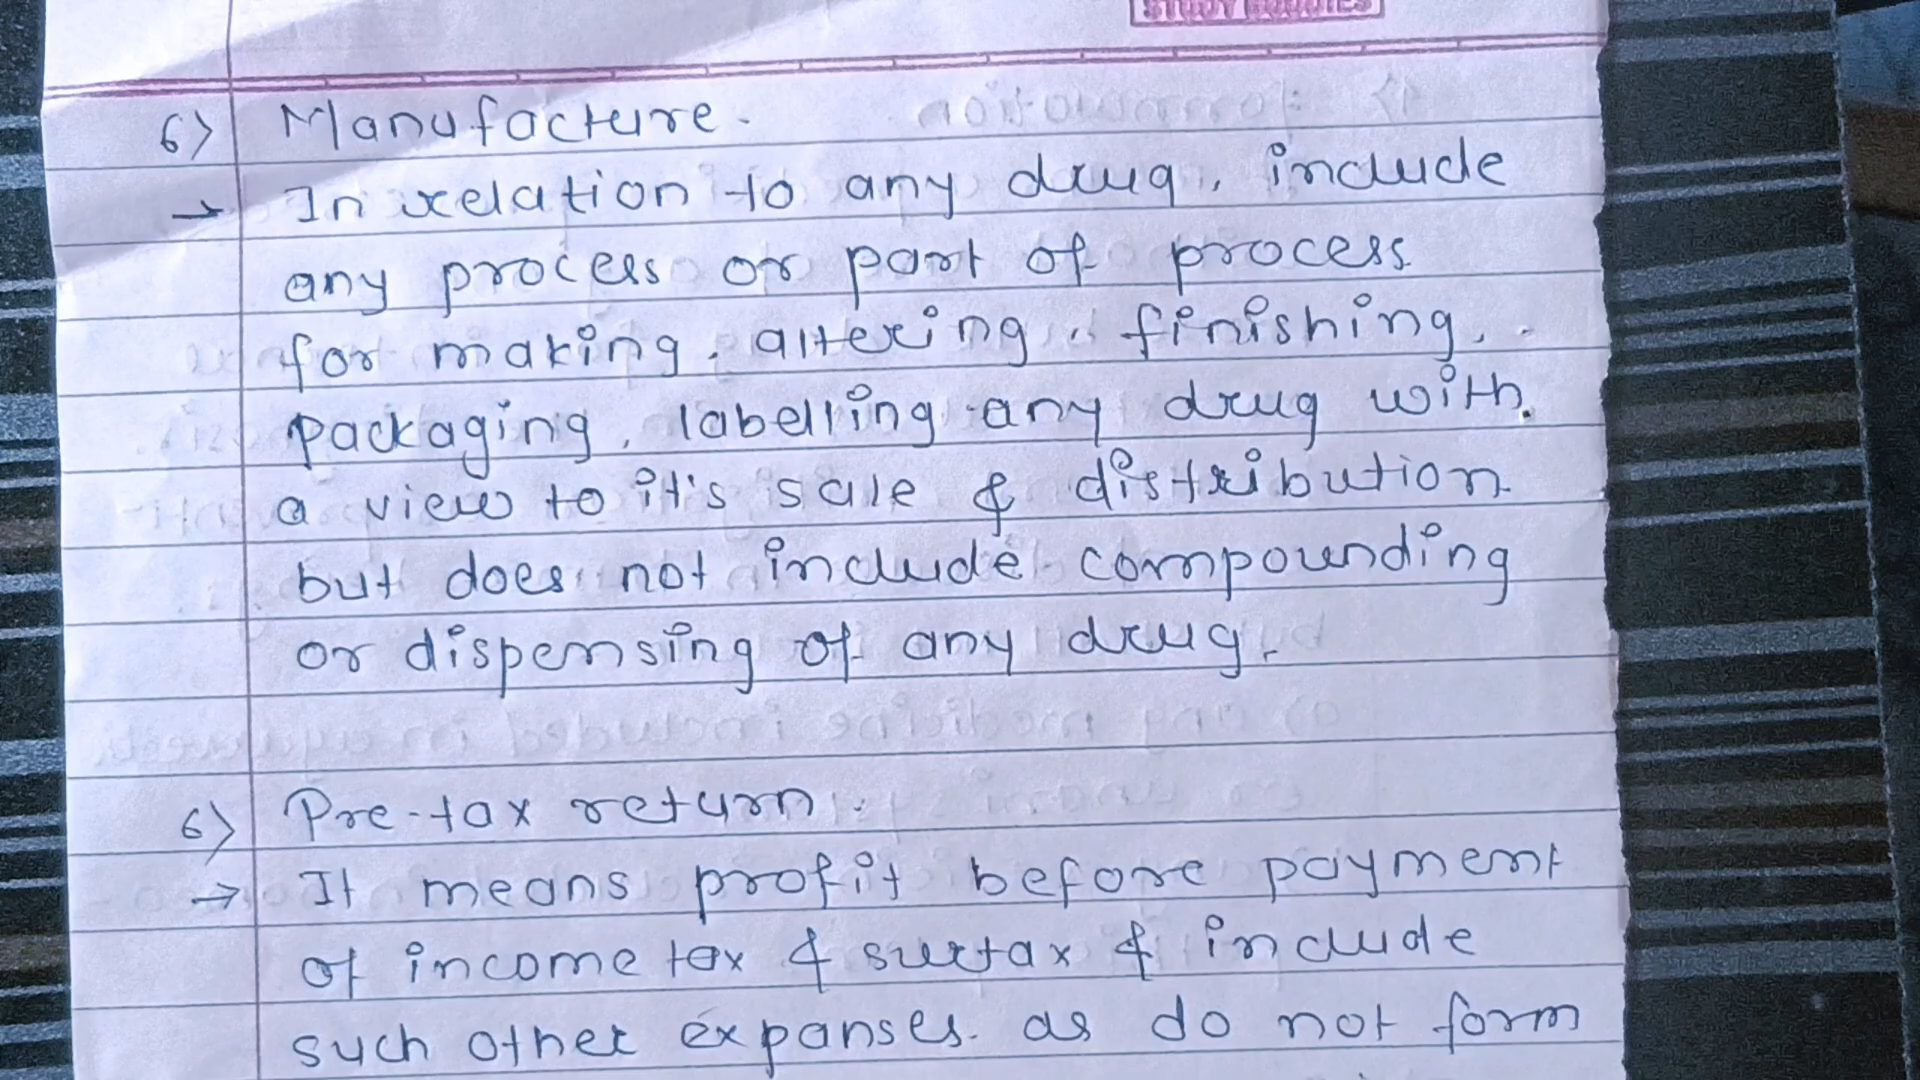 STUDY BUDDIES
6) Manufacture.
→ In relation to any drug, include
any process or part of process
for making, altering, finishing,
packaging, labelling any drug with
a view to it's sale & distribution
but does not include compounding
or dispensing of any drug.
6) Pre-tax return.
→ It means profit before payment
of income tax & surtax & include
such other expanses as do not form